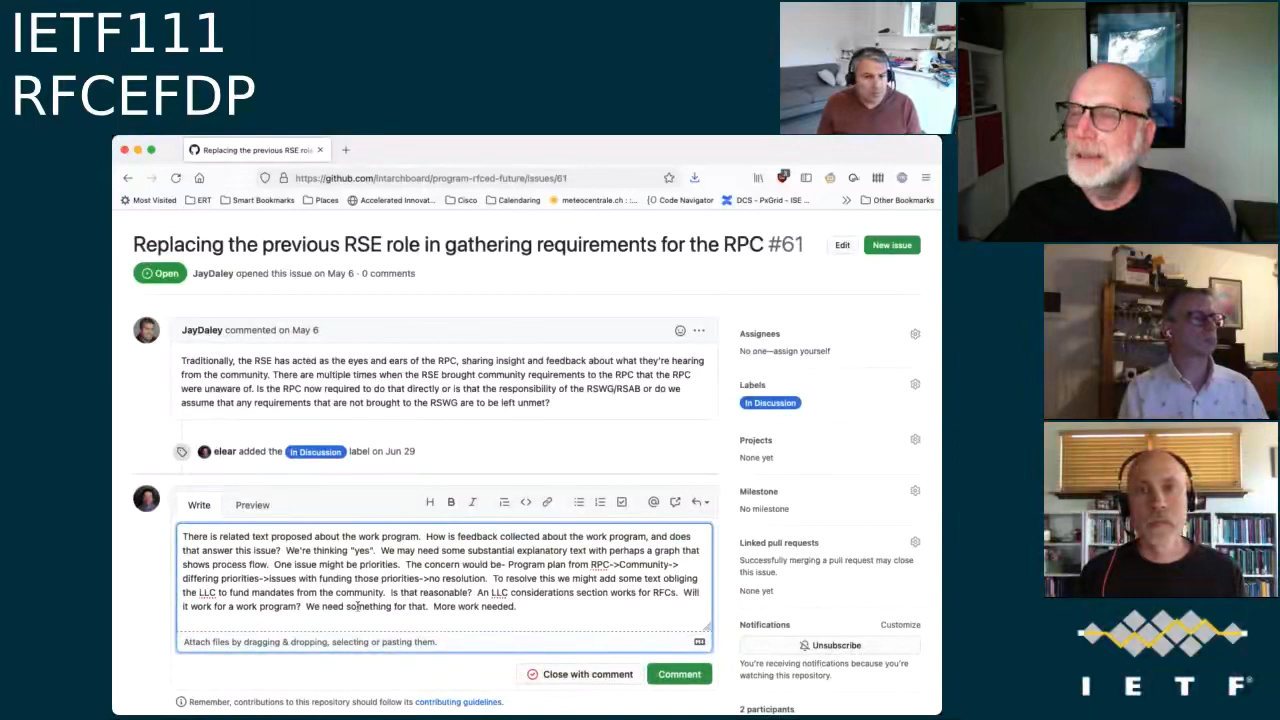 IETF111
RFCEFDP
Replacing the previous RSE role
https://github.com/intarchboard/program-rfced-future/issues/61
Most Visited
ERT
Smart Bookmarks
Places
Accelerated Innovat...
Cisco
Calendaring
meteocentrale.ch : :...
Code Navigator
DCS - PxGrid - ISE ...
Other Bookmarks
Replacing the previous RSE role in gathering requirements for the RPC #61
Edit
New issue
Open
JayDaley opened this issue on May 6 · 0 comments
JayDaley commented on May 6
Traditionally, the RSE has acted as the eyes and ears of the RPC, sharing insight and feedback about what they're hearing
from the community. There are multiple times when the RSE brought community requirements to the RPC that the RPC
were unaware of. Is the RPC now required to do that directly or is that the responsibility of the RSWG/RSAB or do we
assume that any requirements that are not brought to the RSWG are to be left unmet?
elear added the In Discussion label on Jun 29
Write
Preview
H B I
There is related text proposed about the work program. How is feedback collected about the work program, and does
that answer this issue? We're thinking "yes". We may need some substantial explanatory text with perhaps a graph that
shows process flow. One issue might be priorities. The concern would be- Program plan from RPC->Community->
differing priorities->issues with funding those priorities->no resolution. To resolve this we might add some text obliging
the LLC to fund mandates from the community. Is that reasonable? An LLC considerations section works for RFCs. Will
it work for a work program? We need something for that. More work needed.
Attach files by dragging & dropping, selecting or pasting them.
Close with comment
Comment
Remember, contributions to this repository should follow its contributing guidelines.
Assignees
No one—assign yourself
Labels
In Discussion
Projects
None yet
Milestone
No milestone
Linked pull requests
Successfully merging a pull request may close
this issue.
None yet
Notifications
Customize
Unsubscribe
You're receiving notifications because you're
watching this repository.
2 participants
I E T F